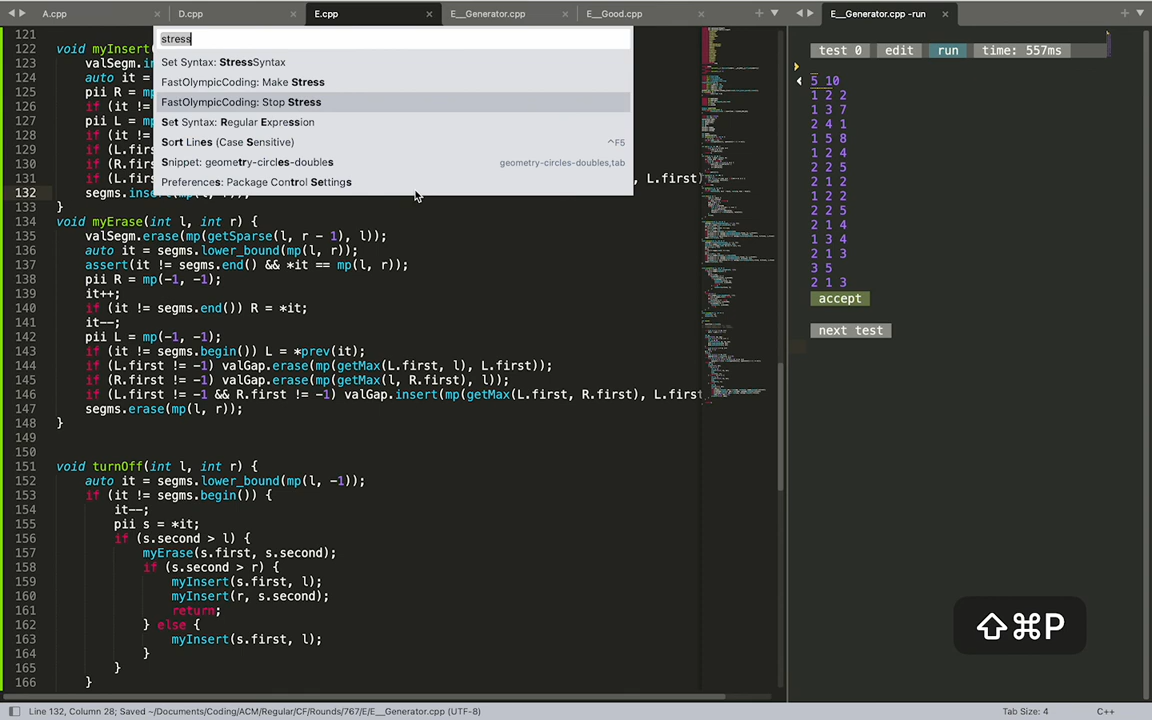 A.cpp × D.cpp × E.cpp × E__Generator.cpp × E__Good.cpp × + ▼ E__Generator.cpp -run × + ▼
stress
Set Syntax: StressSyntax
FastOlympicCoding: Make Stress
FastOlympicCoding: Stop Stress
Set Syntax: Regular Expression
Sort Lines (Case Sensitive) ^F5
Snippet: geometry-circles-doubles geometry-circles-doubles,tab
Preferences: Package Control Settings
121
122 void myInsert(
123 valSegm.i
124 auto it =
125 pii R = m
126 if (it !=
127 pii L = m
128 if (it !=
129 if (L.fir
130 if (R.fir
131 if (L.fir , L.first)
132 segms.inse
133 }
134 void myErase(int l, int r) {
135 valSegm.erase(mp(getSparse(l, r - 1), l));
136 auto it = segms.lower_bound(mp(l, r));
137 assert(it != segms.end() && *it == mp(l, r));
138 pii R = mp(-1, -1);
139 it++;
140 if (it != segms.end()) R = *it;
141 it--;
142 pii L = mp(-1, -1);
143 if (it != segms.begin()) L = *prev(it);
144 if (L.first != -1) valGap.erase(mp(getMax(L.first, l), L.first));
145 if (R.first != -1) valGap.erase(mp(getMax(l, R.first), l));
146 if (L.first != -1 && R.first != -1) valGap.insert(mp(getMax(L.first, R.first), L.first
147 segms.erase(mp(l, r));
148 }
149
150
151 void turnOff(int l, int r) {
152 auto it = segms.lower_bound(mp(l, -1));
153 if (it != segms.begin()) {
154 it--;
155 pii s = *it;
156 if (s.second > l) {
157 myErase(s.first, s.second);
158 if (s.second > r) {
159 myInsert(s.first, l);
160 myInsert(r, s.second);
161 return;
162 } else {
163 myInsert(s.first, l);
164 }
165 }
166 }
test 0 edit run time: 557ms
5 10
1 2 2
1 3 7
2 4 1
1 5 8
1 2 4
2 2 5
2 1 2
1 2 2
2 2 5
2 1 4
1 3 4
2 1 3
3 5
2 1 3
accept
next test
⇧⌘P
Line 132, Column 28; Saved ~/Documents/Coding/ACM/Regular/CF/Rounds/767/E/E__Generator.cpp (UTF-8) Tab Size: 4 C++